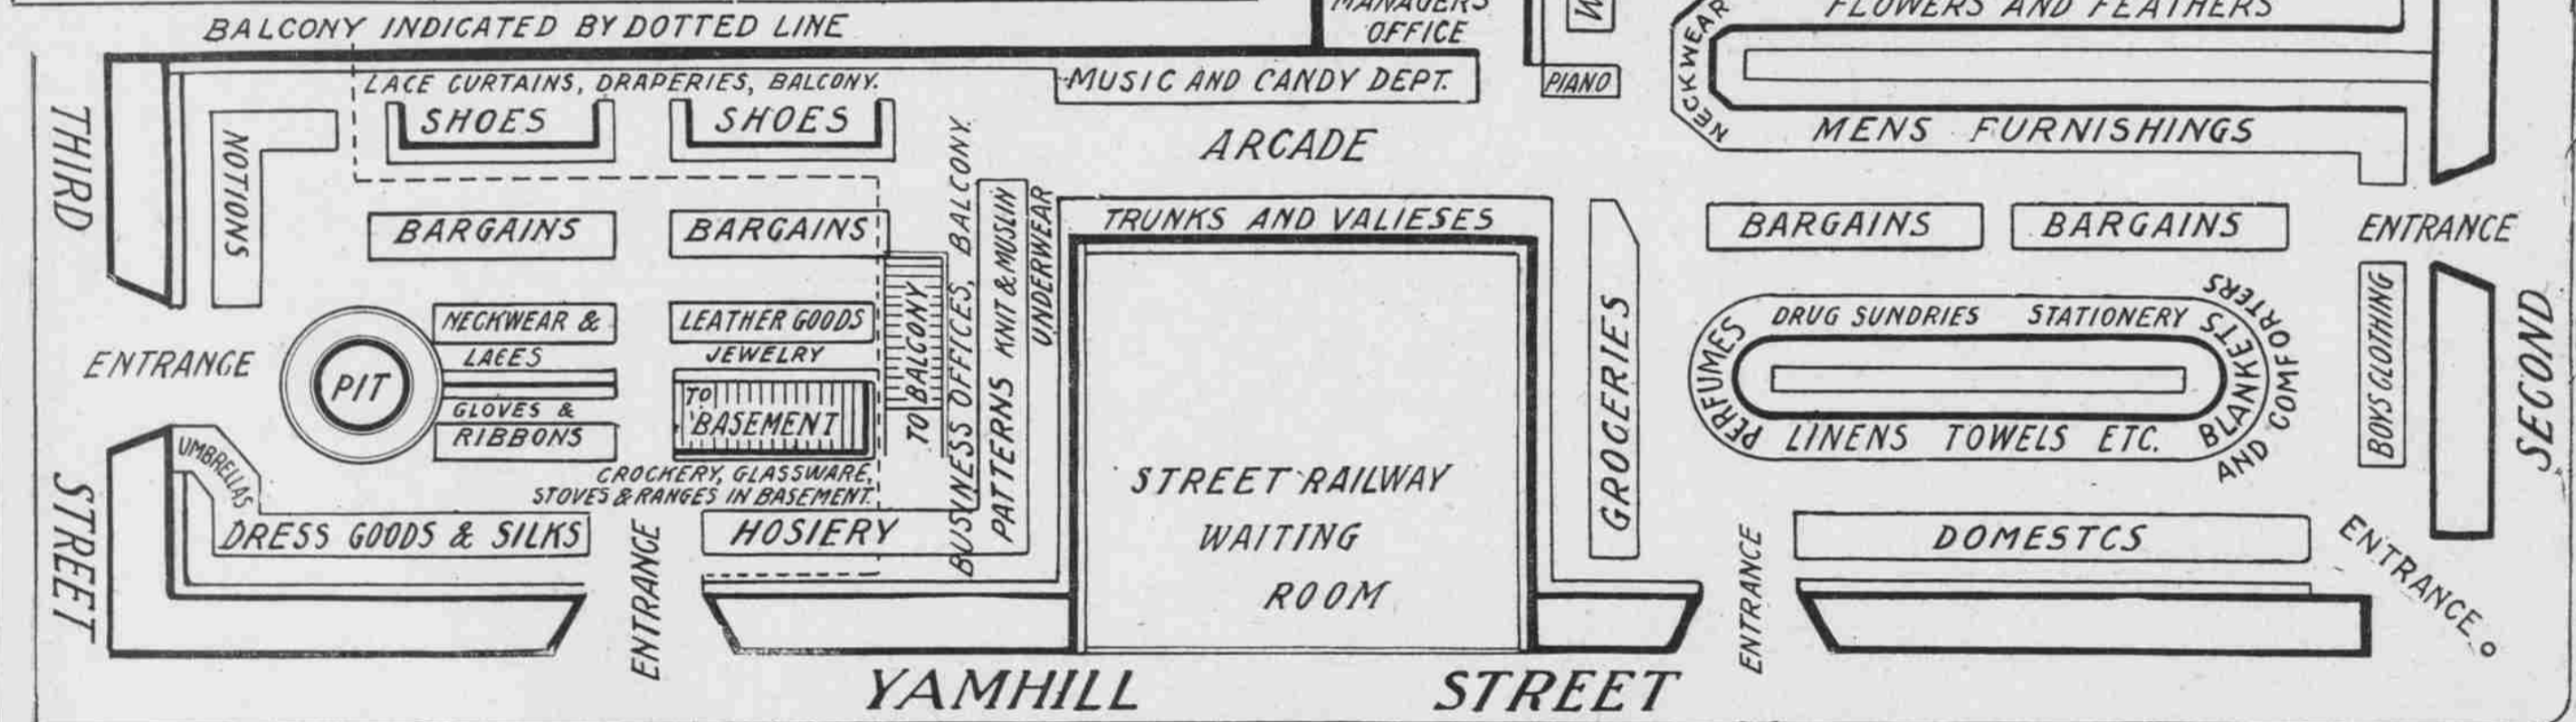 BALCONY INDICATED BY DOTTED LINE
MANAGERS
OFFICE
FLOWERS AND FEATHERS
NECKWEAR
LACE CURTAINS, DRAPERIES, BALCONY.
MUSIC AND CANDY DEPT.
PIANO
SHOES
SHOES
ARCADE
MENS FURNISHINGS
THIRD
STREET
NOTIONS
BARGAINS
BARGAINS
TO BALCONY
BUSINESS OFFICES, BALCONY.
PATTERNS KNIT & MUSLIN
UNDERWEAR
TRUNKS AND VALIESES
GROCERIES
BARGAINS
BARGAINS
ENTRANCE
ENTRANCE
PIT
NECKWEAR &
LACES
GLOVES &
RIBBONS
LEATHER GOODS
JEWELRY
TO
BASEMENT
CROCKERY, GLASSWARE,
STOVES & RANGES IN BASEMENT.
UMBRELLAS
DRESS GOODS & SILKS
HOSIERY
ENTRANCE
STREET RAILWAY
WAITING
ROOM
PERFUMES
DRUG SUNDRIES STATIONERY
BLANKETS
AND COMFORTERS
LINENS TOWELS ETC.
BOYS CLOTHING
SECOND
DOMESTCS
ENTRANCE
ENTRANCE
YAMHILL STREET